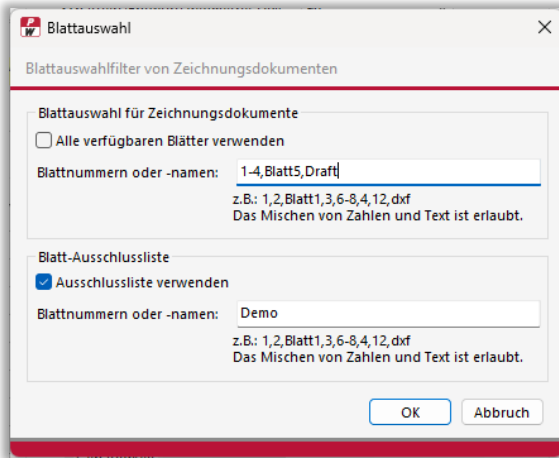 PW Blattauswahl
Blattauswahlfilter von Zeichnungsdokumenten
Blattauswahl für Zeichnungsdokumente
Alle verfügbaren Blätter verwenden
Blattnummern oder -namen: 1-4,Blatt5,Draft
z.B.: 1,2,Blatt1,3,6-8,4,12,dxf
Das Mischen von Zahlen und Text ist erlaubt.
Blatt-Ausschlussliste
Ausschlussliste verwenden
Blattnummern oder -namen: Demo
z.B.: 1,2,Blatt1,3,6-8,4,12,dxf
Das Mischen von Zahlen und Text ist erlaubt.
OK Abbruch